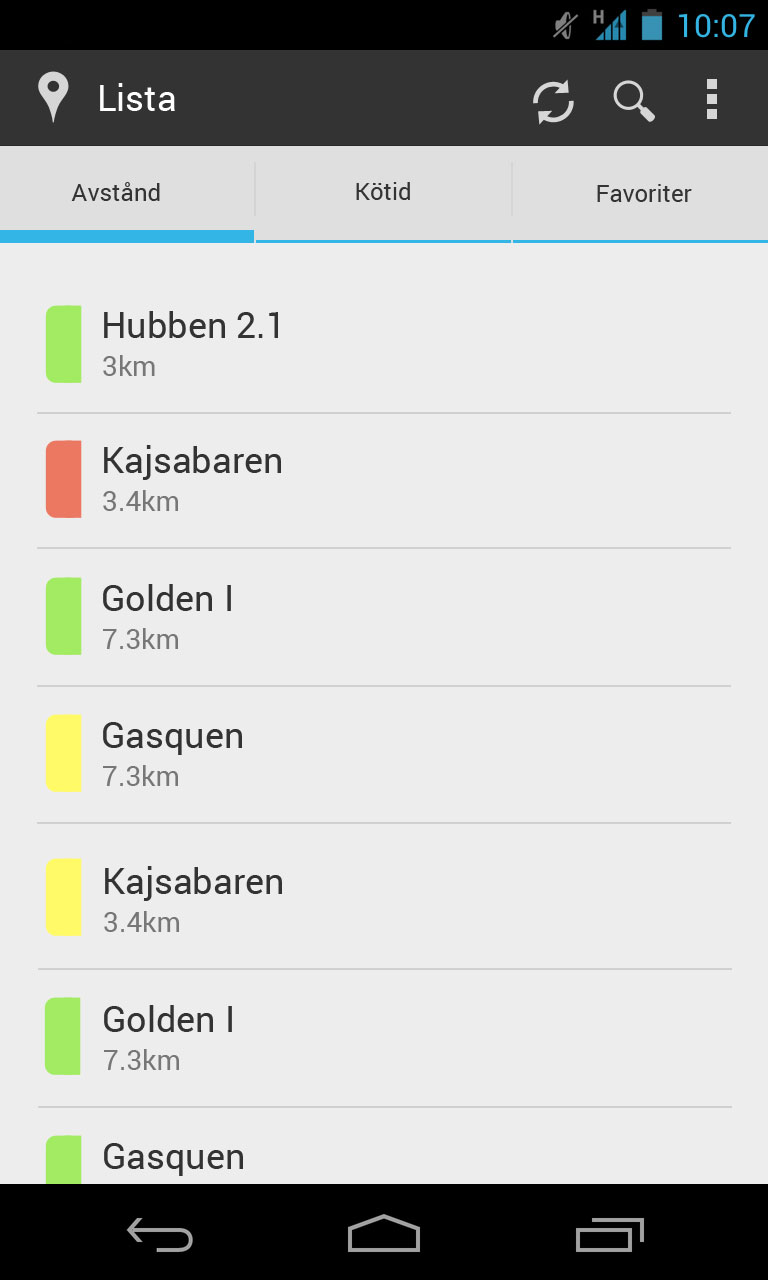 H 10:07
Lista
Avstånd Kötid Favoriter
Hubben 2.1
3km
Kajsabaren
3.4km
Golden I
7.3km
Gasquen
7.3km
Kajsabaren
3.4km
Golden I
7.3km
Gasquen